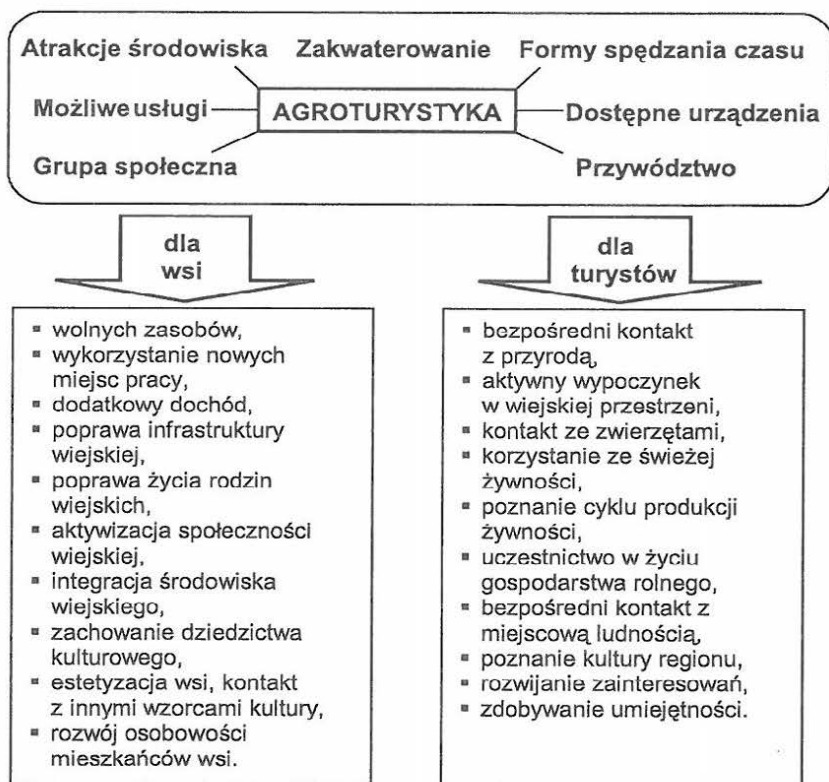 Atrakcje środowiska Zakwaterowanie Formy spędzania czasu
Możliwe usługi AGROTURYSTYKA Dostępne urządzenia
Grupa społeczna Przywództwo
dla
wsi
▪ wolnych zasobów,
▪ wykorzystanie nowych
miejsc pracy,
▪ dodatkowy dochód,
▪ poprawa infrastruktury
wiejskiej,
▪ poprawa życia rodzin
wiejskich,
▪ aktywizacja społeczności
wiejskiej,
▪ integracja środowiska
wiejskiego,
▪ zachowanie dziedzictwa
kulturowego,
▪ estetyzacja wsi, kontakt
z innymi wzorcami kultury,
▪ rozwój osobowości
mieszkańców wsi.
dla
turystów
▪ bezpośredni kontakt
z przyrodą,
▪ aktywny wypoczynek
w wiejskiej przestrzeni,
▪ kontakt ze zwierzętami,
▪ korzystanie ze świeżej
żywności,
▪ poznanie cyklu produkcji
żywności,
▪ uczestnictwo w życiu
gospodarstwa rolnego,
▪ bezpośredni kontakt z
miejscową ludnością,
▪ poznanie kultury regionu,
▪ rozwijanie zainteresowań,
▪ zdobywanie umiejętności.